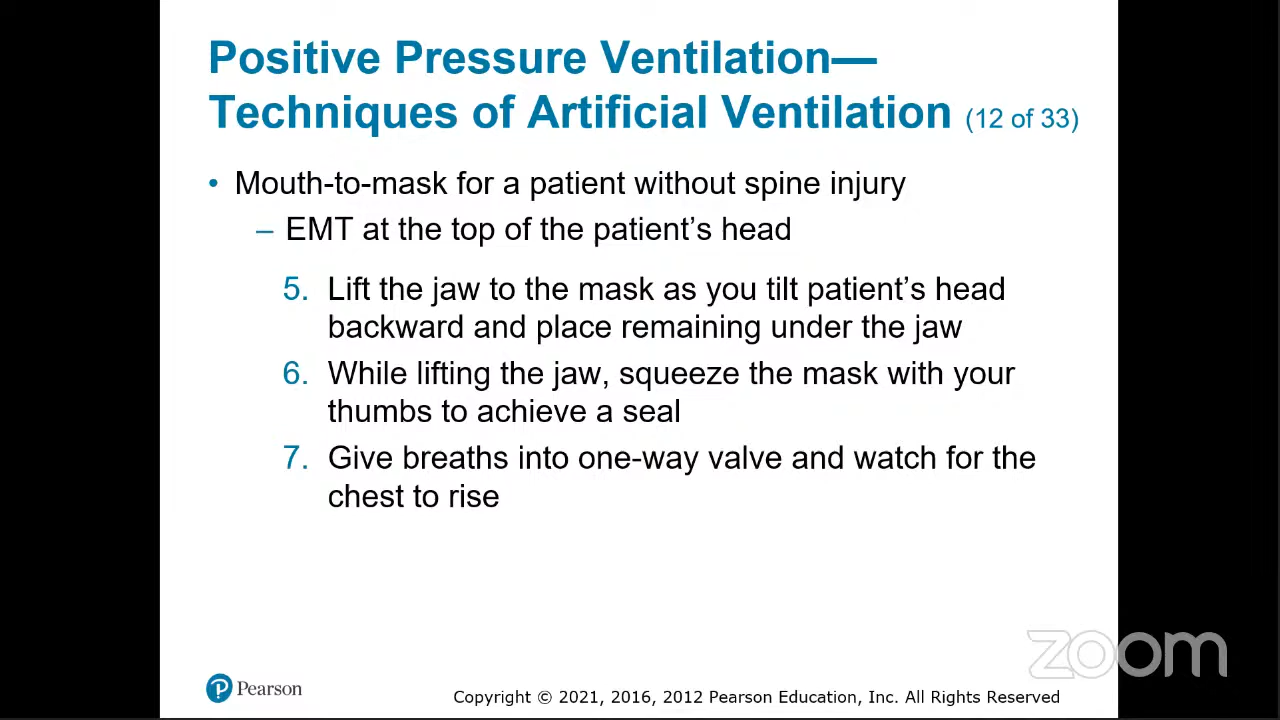 Positive Pressure Ventilation—
Techniques of Artificial Ventilation (12 of 33)
• Mouth-to-mask for a patient without spine injury
– EMT at the top of the patient’s head
5. Lift the jaw to the mask as you tilt patient’s head
backward and place remaining under the jaw
6. While lifting the jaw, squeeze the mask with your
thumbs to achieve a seal
7. Give breaths into one-way valve and watch for the
chest to rise
zoom
Pearson
Copyright © 2021, 2016, 2012 Pearson Education, Inc. All Rights Reserved